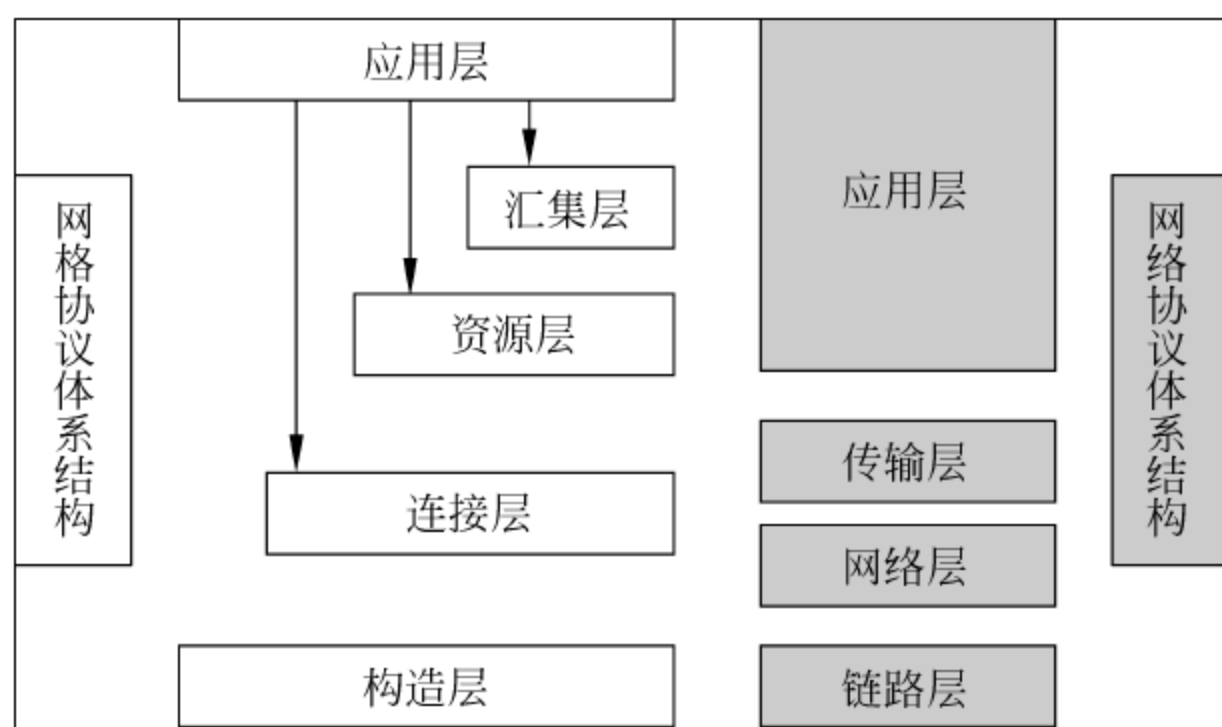 网格协议体系结构
应用层
汇集层
资源层
连接层
构造层
应用层
传输层
网络层
链路层
网络协议体系结构